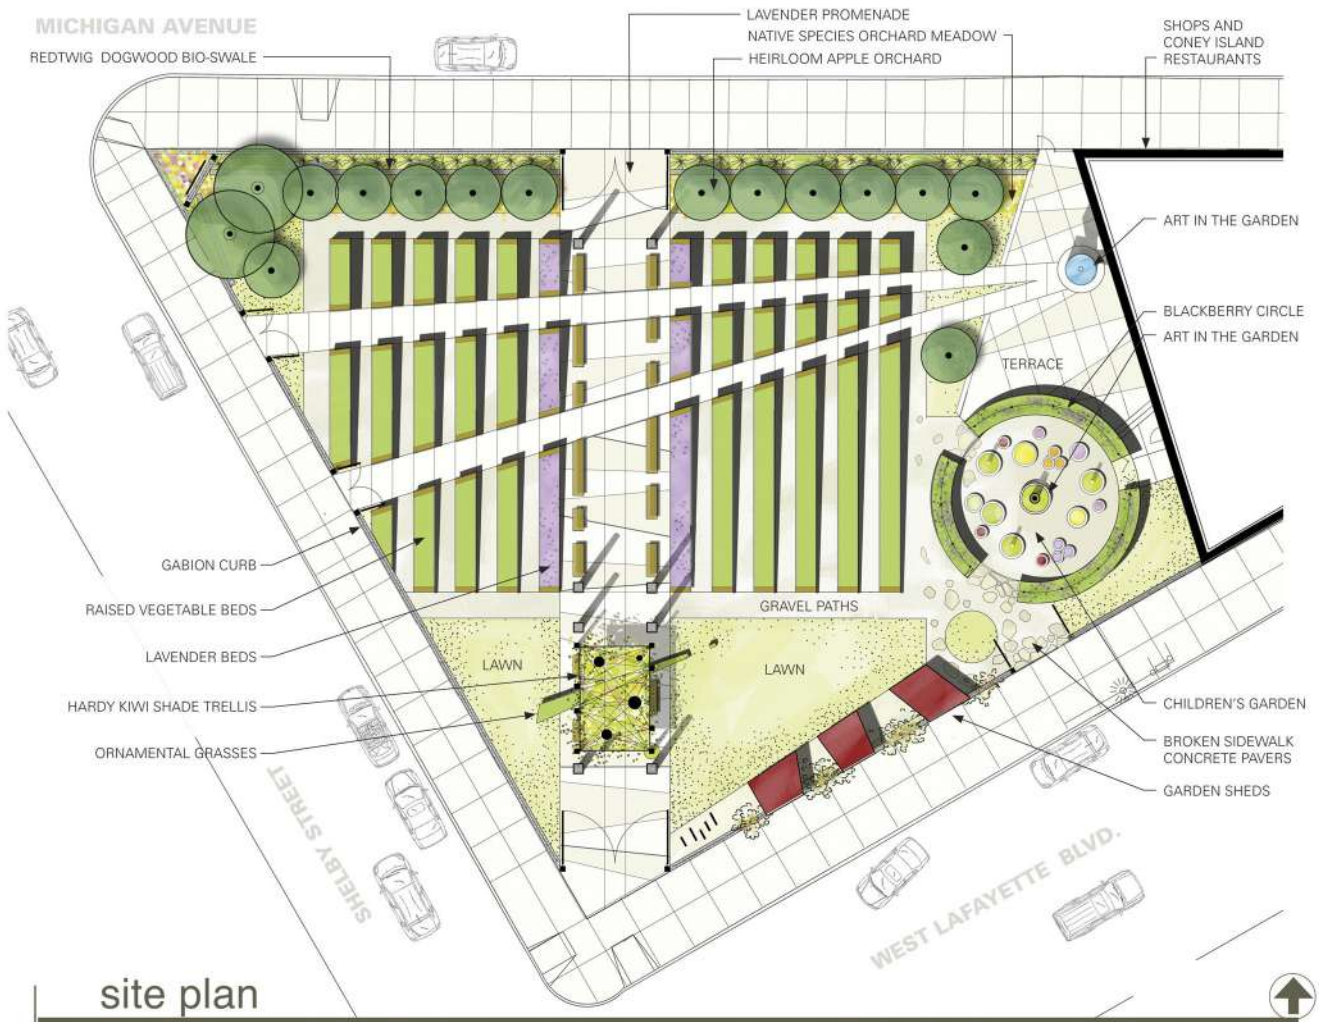 MICHIGAN AVENUE
REDTWIG DOGWOOD BIO-SWALE
LAVENDER PROMENADE
NATIVE SPECIES ORCHARD MEADOW
HEIRLOOM APPLE ORCHARD
SHOPS AND
CONEY ISLAND
RESTAURANTS
ART IN THE GARDEN
BLACKBERRY CIRCLE
ART IN THE GARDEN
TERRACE
GABION CURB
RAISED VEGETABLE BEDS
GRAVEL PATHS
LAVENDER BEDS
LAWN
LAWN
HARDY KIWI SHADE TRELLIS
CHILDREN'S GARDEN
ORNAMENTAL GRASSES
BROKEN SIDEWALK
CONCRETE PAVERS
GARDEN SHEDS
SHELBY STREET
WEST LAFAYETTE BLVD.
site plan